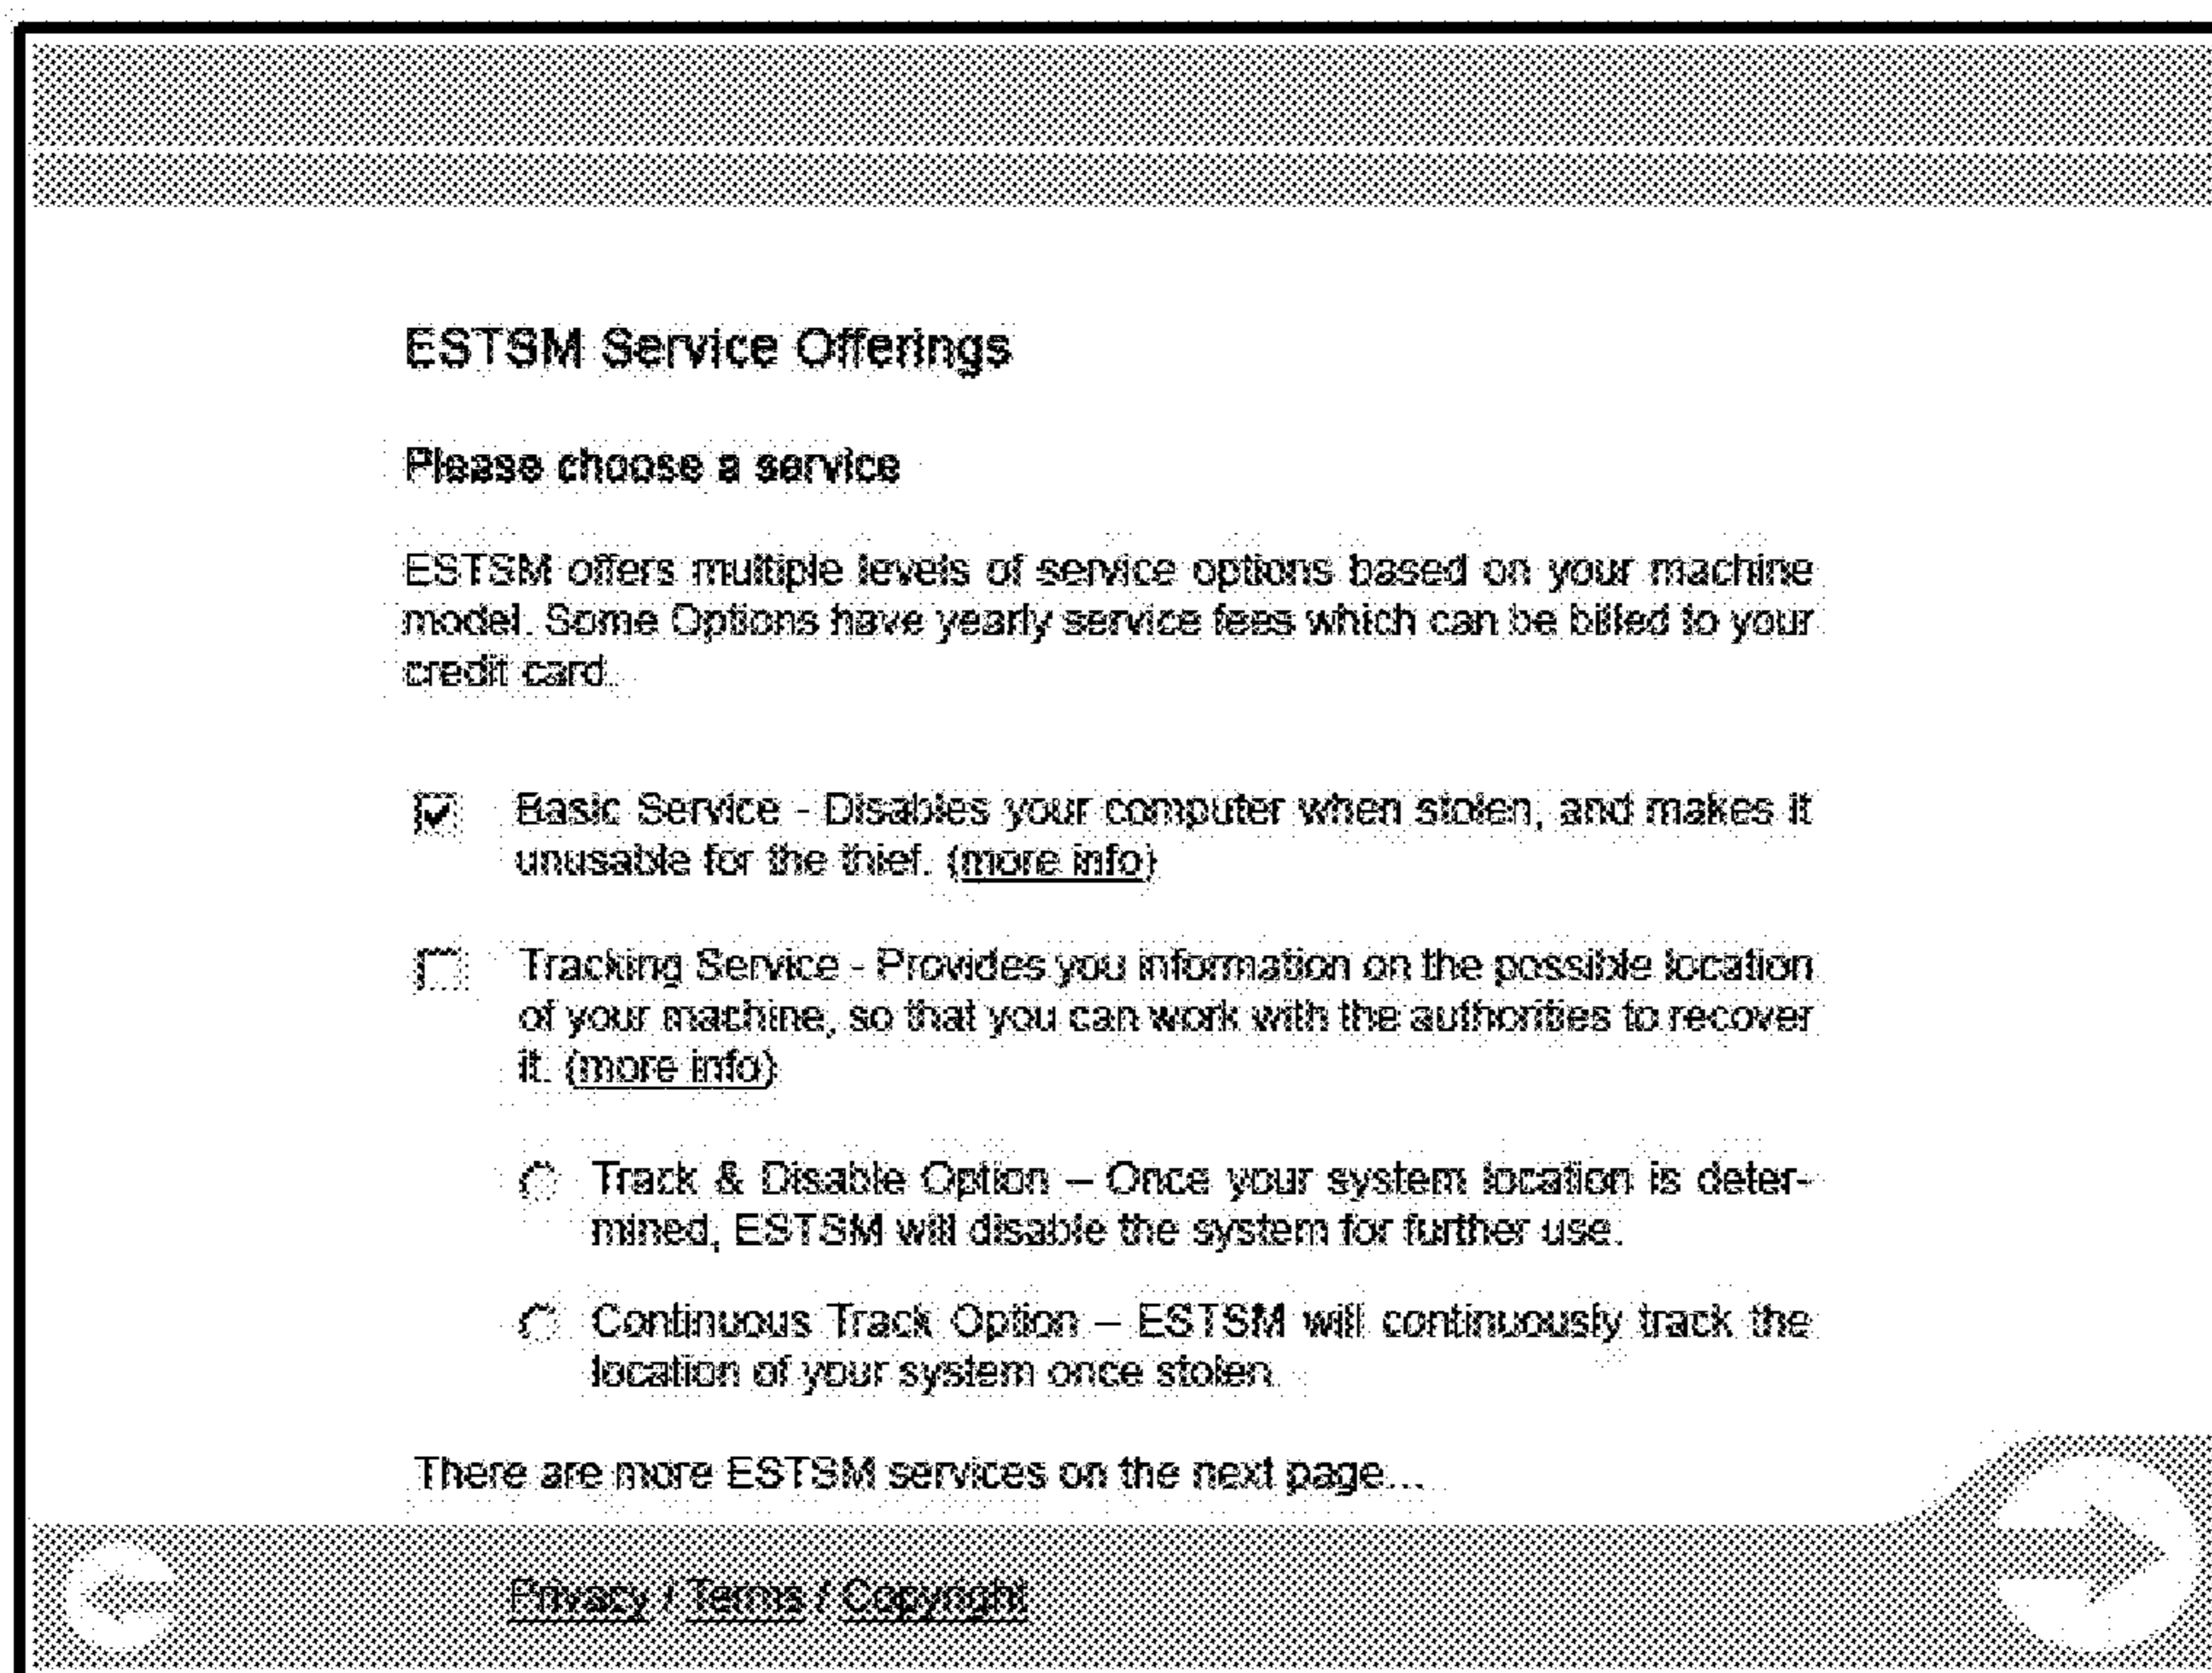 ESTSM Service Offerings
Please choose a service
ESTSM offers multiple levels of service options based on your machine
model. Some Options have yearly service fees which can be billed to your
credit card.
Basic Service - Disables your computer when stolen, and makes it
unusable for the thief. (more info)
Tracking Service - Provides you information on the possible location
of your machine, so that you can work with the authorities to recover
it. (more info)
Track & Disable Option – Once your system location is deter-
mined, ESTSM will disable the system for further use.
Continuous Track Option – ESTSM will continuously track the
location of your system once stolen.
There are more ESTSM services on the next page...
Privacy / Terms / Copyright